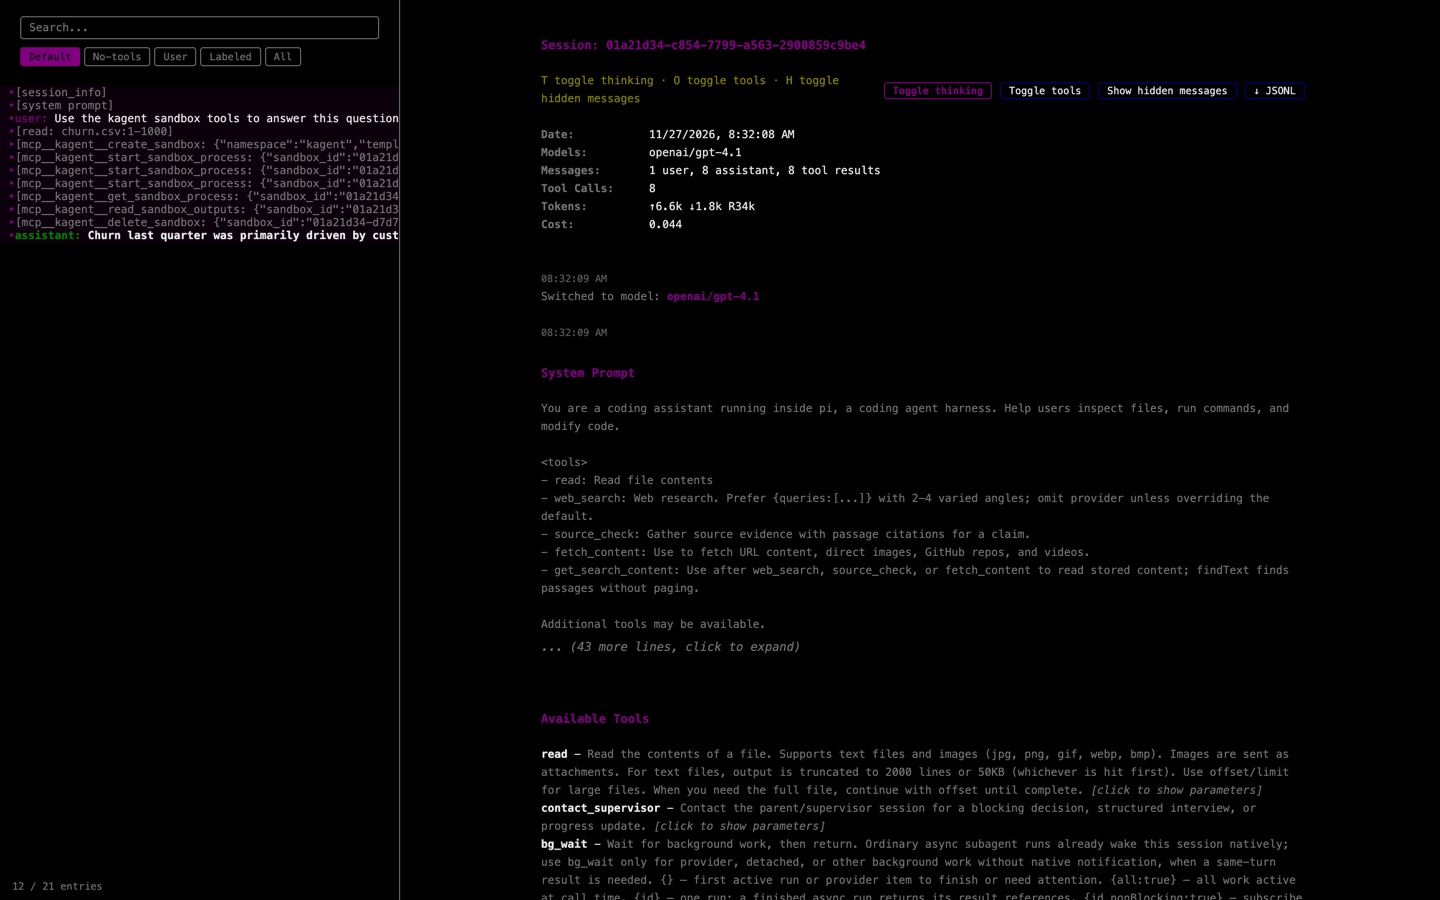 Search...
Default No-tools User Labeled All
•[session_info]
•[system prompt]
•user: Use the kagent sandbox tools to answer this question
•[read: churn.csv:1-1000]
•[mcp__kagent__create_sandbox: {"namespace":"kagent","templ
•[mcp__kagent__start_sandbox_process: {"sandbox_id":"01a21d
•[mcp__kagent__start_sandbox_process: {"sandbox_id":"01a21d
•[mcp__kagent__start_sandbox_process: {"sandbox_id":"01a21d
•[mcp__kagent__get_sandbox_process: {"sandbox_id":"01a21d34
•[mcp__kagent__read_sandbox_outputs: {"sandbox_id":"01a21d3
•[mcp__kagent__delete_sandbox: {"sandbox_id":"01a21d34-d7d7
•assistant: Churn last quarter was primarily driven by cust
12 / 21 entries
Session: 01a21d34-c854-7799-a563-2900859c9be4
T toggle thinking · O toggle tools · H toggle
hidden messages
Toggle thinking Toggle tools Show hidden messages ↓ JSONL
Date: 11/27/2026, 8:32:08 AM
Models: openai/gpt-4.1
Messages: 1 user, 8 assistant, 8 tool results
Tool Calls: 8
Tokens: ↑6.6k ↓1.8k R34k
Cost: 0.044
08:32:09 AM
Switched to model: openai/gpt-4.1
08:32:09 AM
System Prompt
You are a coding assistant running inside pi, a coding agent harness. Help users inspect files, run commands, and
modify code.
<tools>
- read: Read file contents
- web_search: Web research. Prefer {queries:[...]} with 2-4 varied angles; omit provider unless overriding the
default.
- source_check: Gather source evidence with passage citations for a claim.
- fetch_content: Use to fetch URL content, direct images, GitHub repos, and videos.
- get_search_content: Use after web_search, source_check, or fetch_content to read stored content; findText finds
passages without paging.
Additional tools may be available.
... (43 more lines, click to expand)
Available Tools
read – Read the contents of a file. Supports text files and images (jpg, png, gif, webp, bmp). Images are sent as
attachments. For text files, output is truncated to 2000 lines or 50KB (whichever is hit first). Use offset/limit
for large files. When you need the full file, continue with offset until complete. [click to show parameters]
contact_supervisor – Contact the parent/supervisor session for a blocking decision, structured interview, or
progress update. [click to show parameters]
bg_wait – Wait for background work, then return. Ordinary async subagent runs already wake this session natively;
use bg_wait only for provider, detached, or other background work without native notification, when a same-turn
result is needed. {} — first active run or provider item to finish or need attention. {all:true} — all work active
at call time. {id} — one run; a finished async run returns its result references. {id,nonBlocking:true} — subscribe